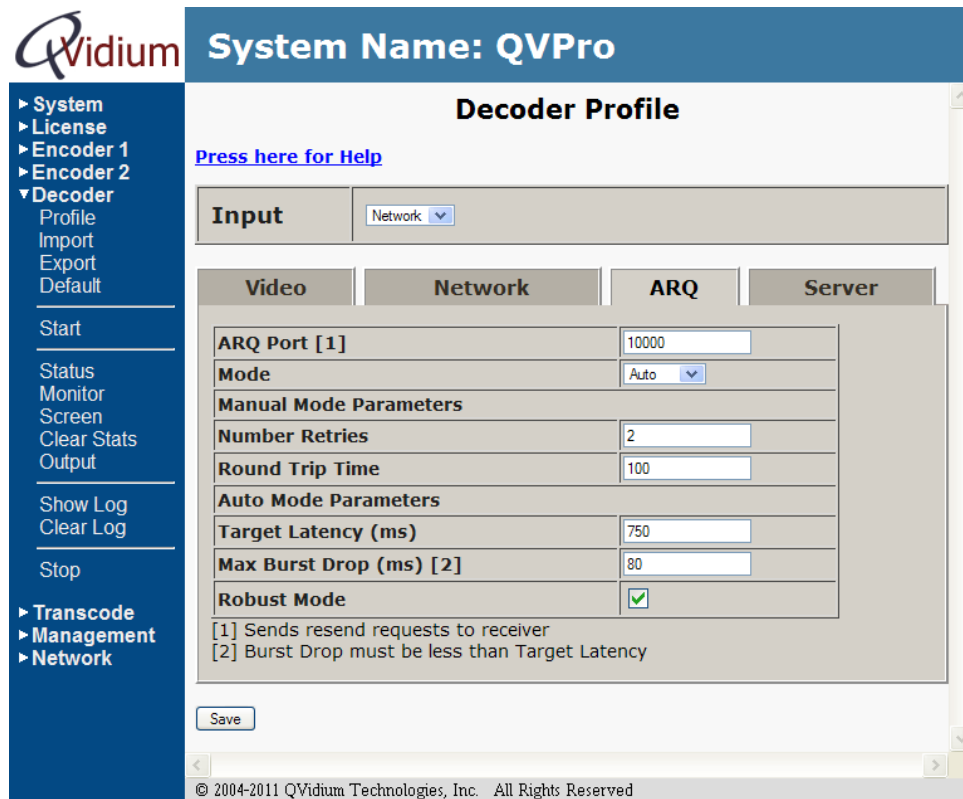 QVidium
System Name: QVPro
System
License
Encoder 1
Encoder 2
Decoder
Profile
Import
Export
Default
Start
Status
Monitor
Screen
Clear Stats
Output
Show Log
Clear Log
Stop
Transcode
Management
Network
Decoder Profile
Press here for Help
Input Network
Video Network ARQ Server
ARQ Port [1] 10000
Mode Auto
Manual Mode Parameters
Number Retries 2
Round Trip Time 100
Auto Mode Parameters
Target Latency (ms) 750
Max Burst Drop (ms) [2] 80
Robust Mode
[1] Sends resend requests to receiver
[2] Burst Drop must be less than Target Latency
Save
© 2004-2011 QVidium Technologies, Inc. All Rights Reserved